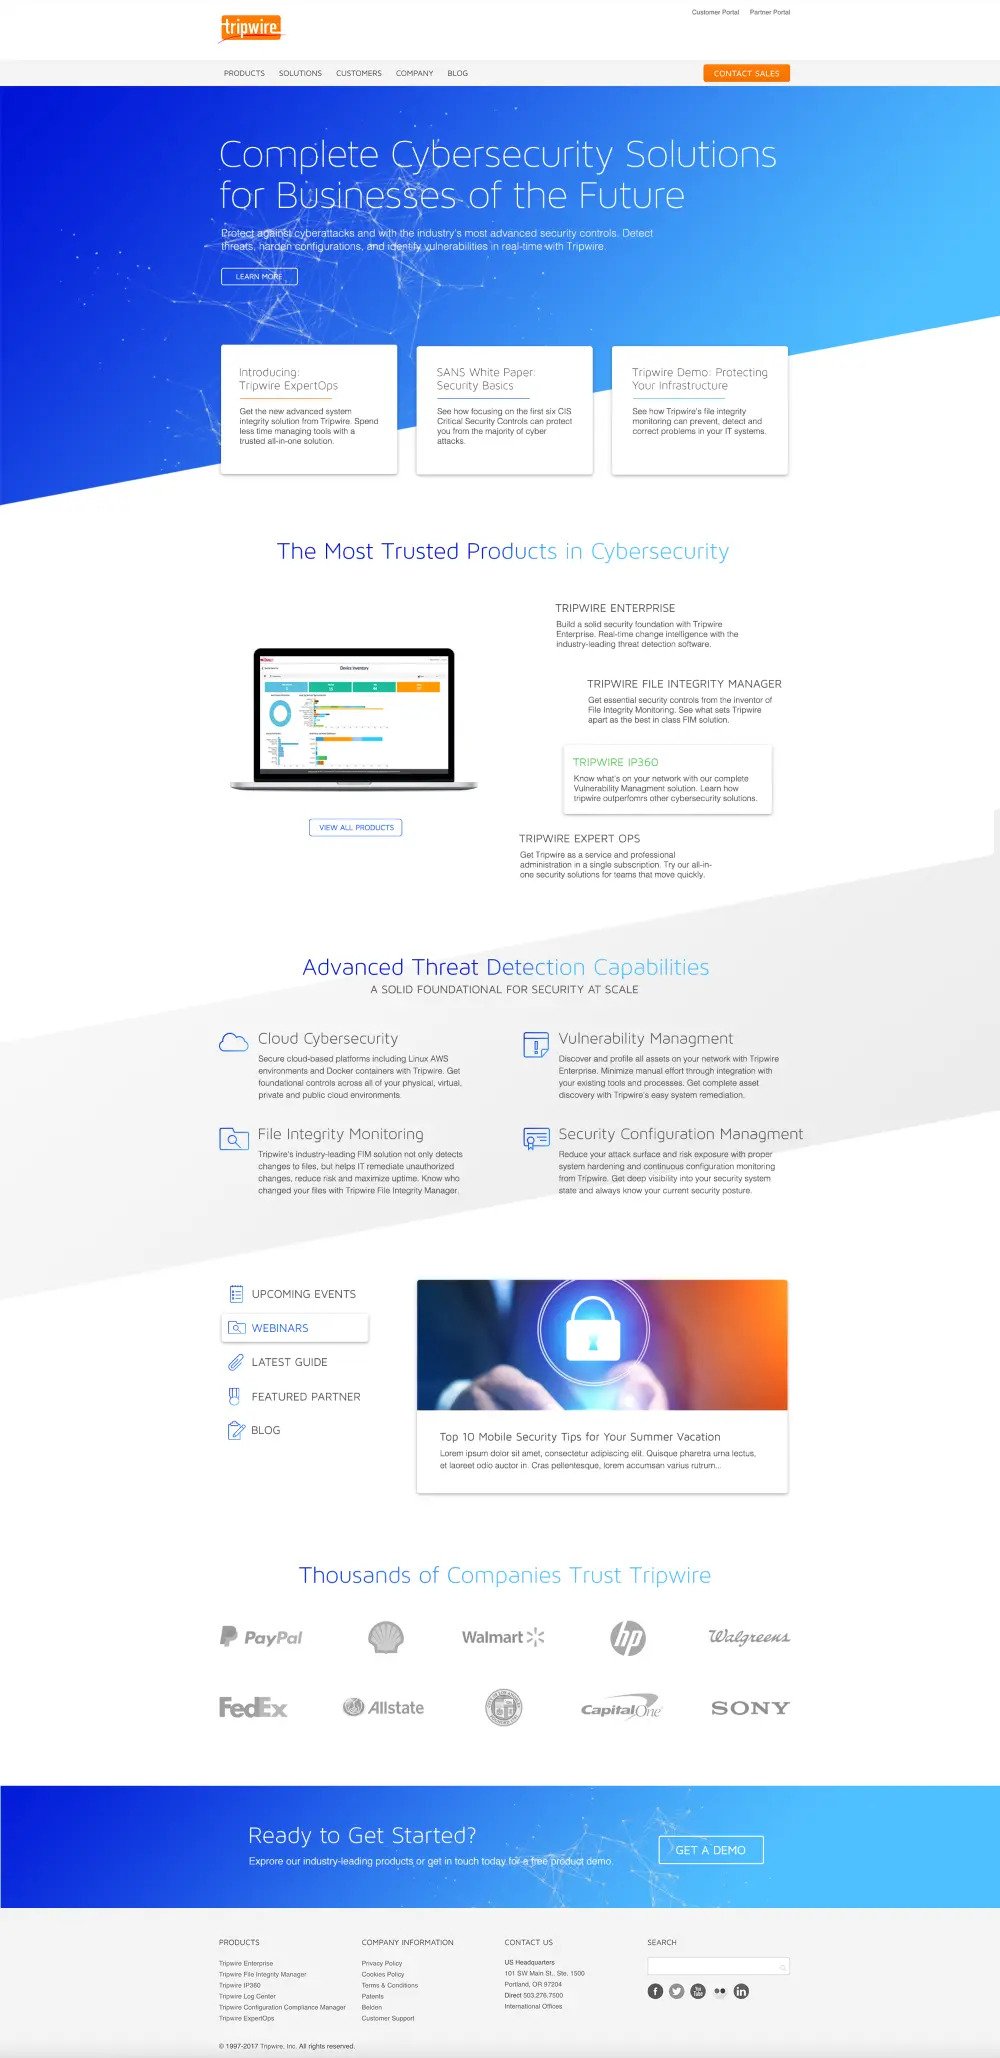 tripwire
Customer Portal Partner Portal
PRODUCTS SOLUTIONS CUSTOMERS COMPANY BLOG
CONTACT SALES
Complete Cybersecurity Solutions
for Businesses of the Future
Protect against cyberattacks and with the industry's most advanced security controls. Detect
threats, harden configurations, and identify vulnerabilities in real-time with Tripwire.
LEARN MORE
Introducing:
Tripwire ExpertOps
Get the new advanced system
integrity solution from Tripwire. Spend
less time managing tools with a
trusted all-in-one solution.
SANS White Paper:
Security Basics
See how focusing on the first six CIS
Critical Security Controls can protect
you from the majority of cyber
attacks.
Tripwire Demo: Protecting
Your Infrastructure
See how Tripwire's file integrity
monitoring can prevent, detect and
correct problems in your IT systems.
The Most Trusted Products in Cybersecurity
Device Inventory
VIEW ALL PRODUCTS
TRIPWIRE ENTERPRISE
Build a solid security foundation with Tripwire
Enterprise. Real-time change intelligence with the
industry-leading threat detection software.
TRIPWIRE FILE INTEGRITY MANAGER
Get essential security controls from the inventor of
File Integrity Monitoring. See what sets Tripwire
apart as the best in class FIM solution.
TRIPWIRE IP360
Know what's on your network with our complete
Vulnerability Managment solution. Learn how
tripwire outperfomrs other cybersecurity solutions.
TRIPWIRE EXPERT OPS
Get Tripwire as a service and professional
administration in a single subscription. Try our all-in-
one security solutions for teams that move quickly.
Advanced Threat Detection Capabilities
A SOLID FOUNDATIONAL FOR SECURITY AT SCALE
Cloud Cybersecurity
Secure cloud-based platforms including Linux AWS
environments and Docker containers with Tripwire. Get
foundational controls across all of your physical, virtual,
private and public cloud environments.
Vulnerability Managment
Discover and profile all assets on your network with Tripwire
Enterprise. Minimize manual effort through integration with
your existing tools and processes. Get complete asset
discovery with Tripwire's easy system remediation.
File Integrity Monitoring
Tripwire's industry-leading FIM solution not only detects
changes to files, but helps IT remediate unauthorized
changes, reduce risk and maximize uptime. Know who
changed your files with Tripwire File Integrity Manager.
Security Configuration Managment
Reduce your attack surface and risk exposure with proper
system hardening and continuous configuration monitoring
from Tripwire. Get deep visibility into your security system
state and always know your current security posture.
UPCOMING EVENTS
WEBINARS
LATEST GUIDE
FEATURED PARTNER
BLOG
Top 10 Mobile Security Tips for Your Summer Vacation
Lorem ipsum dolor sit amet, consectetur adipiscing elit. Quisque pharetra urna lectus,
et laoreet odio auctor in. Cras pellentesque, lorem accumsan varius rutrum...
Thousands of Companies Trust Tripwire
PayPal
Walmart
hp
Walgreens
FedEx
Allstate
CapitalOne
SONY
Ready to Get Started?
Exprore our industry-leading products or get in touch today for a free product demo.
GET A DEMO
PRODUCTS
Tripwire Enterprise
Tripwire File Integrity Manager
Tripwire IP360
Tripwire Log Center
Tripwire Configuration Compliance Manager
Tripwire ExpertOps
COMPANY INFORMATION
Privacy Policy
Cookies Policy
Terms & Conditions
Patents
Belden
Customer Support
CONTACT US
US Headquarters
101 SW Main St., Ste. 1500
Portland, OR 97204
Direct 503.276.7500
International Offices
SEARCH
© 1997-2017 Tripwire, Inc. All rights reserved.